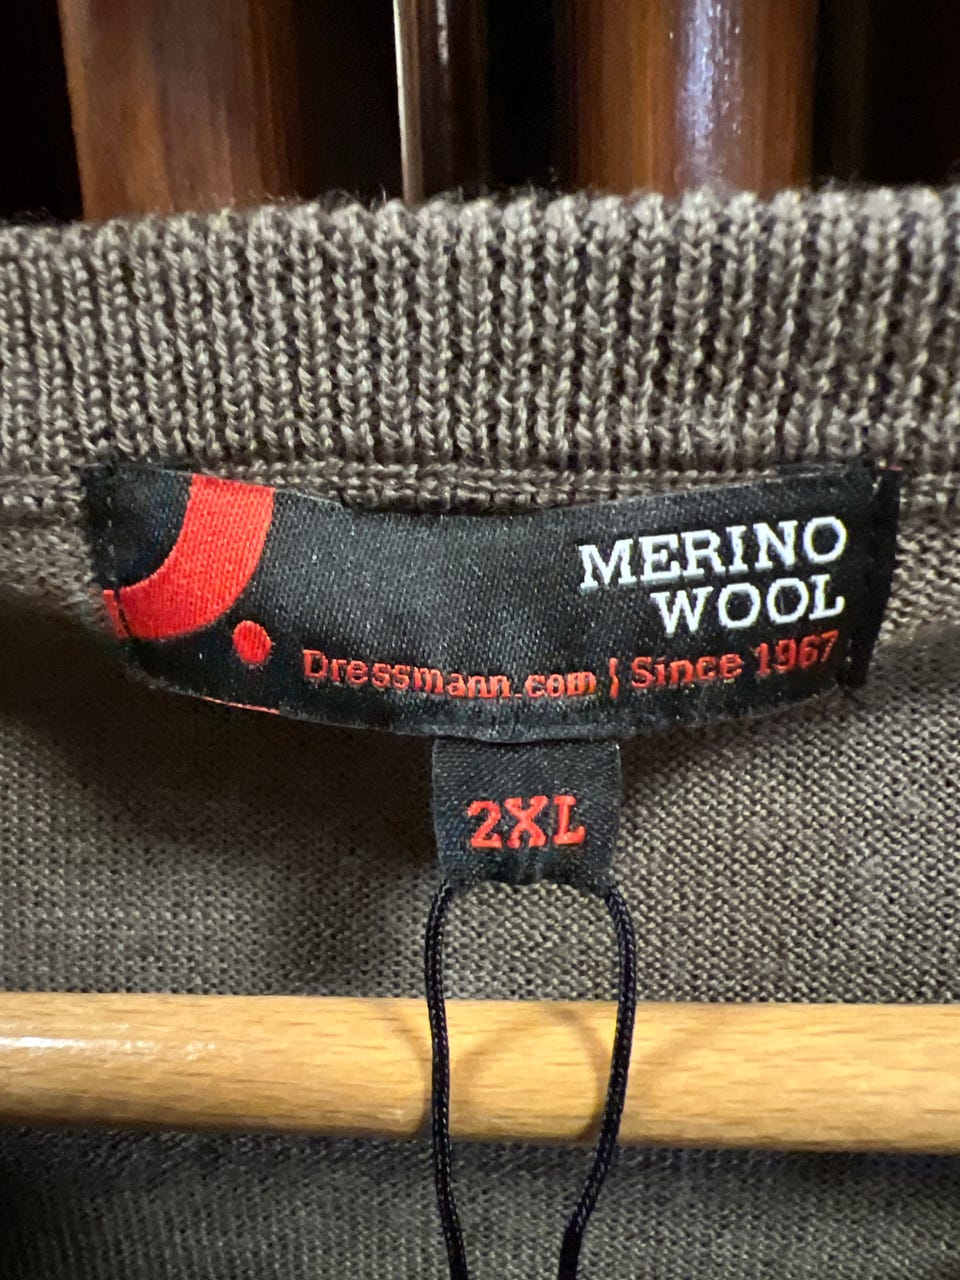 MERINO
WOOL
Dressmann.com | Since 1967
2XL